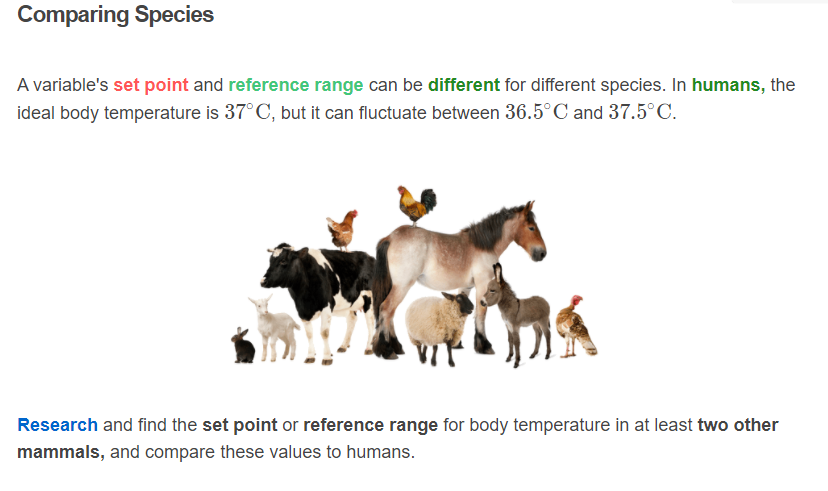 Comparing Species
A variable's set point and reference range can be different for different species. In humans, the
ideal body temperature is 37°C, but it can fluctuate between 36.5°C and 37.5°C.
Research and find the set point or reference range for body temperature in at least two other
mammals, and compare these values to humans.